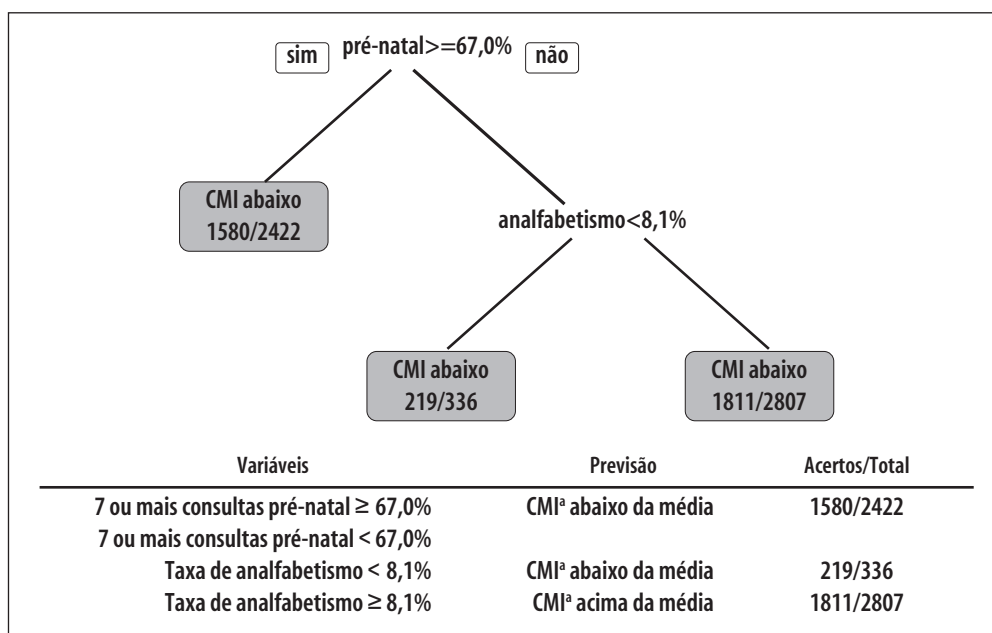 sim pré-natal>=67,0% não
CMI abaixo
1580/2422
analfabetismo<8,1%
CMI abaixo
219/336
CMI abaixo
1811/2807
Variáveis Previsão Acertos/Total
7 ou mais consultas pré-natal ≥ 67,0% CMIª abaixo da média 1580/2422
7 ou mais consultas pré-natal < 67,0%
Taxa de analfabetismo < 8,1% CMIª abaixo da média 219/336
Taxa de analfabetismo ≥ 8,1% CMIª acima da média 1811/2807